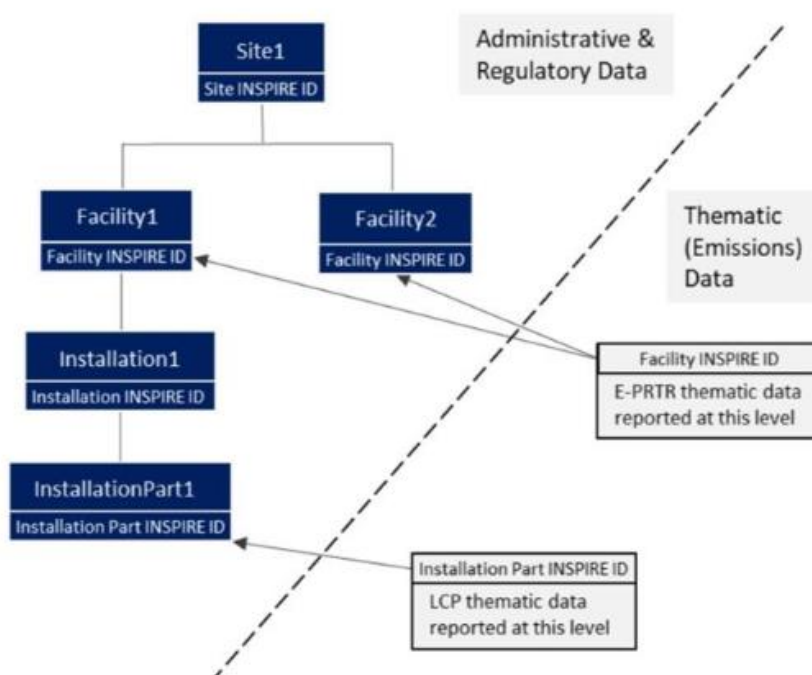 Site1
Site INSPIRE ID
Administrative &
Regulatory Data
Facility1
Facility INSPIRE ID
Facility2
Facility INSPIRE ID
Thematic
(Emissions)
Data
Installation1
Installation INSPIRE ID
Facility INSPIRE ID
E-PRTR thematic data
reported at this level
InstallationPart1
Installation Part INSPIRE ID
Installation Part INSPIRE ID
LCP thematic data
reported at this level